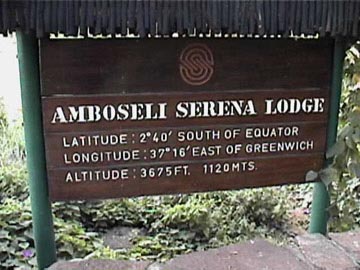 AMBOSELI SERENA LODGE
LATITUDE : 2°40′ SOUTH OF EQUATOR
LONGITUDE : 37°16′ EAST OF GREENWICH
ALTITUDE : 3675FT. 1120MTS.